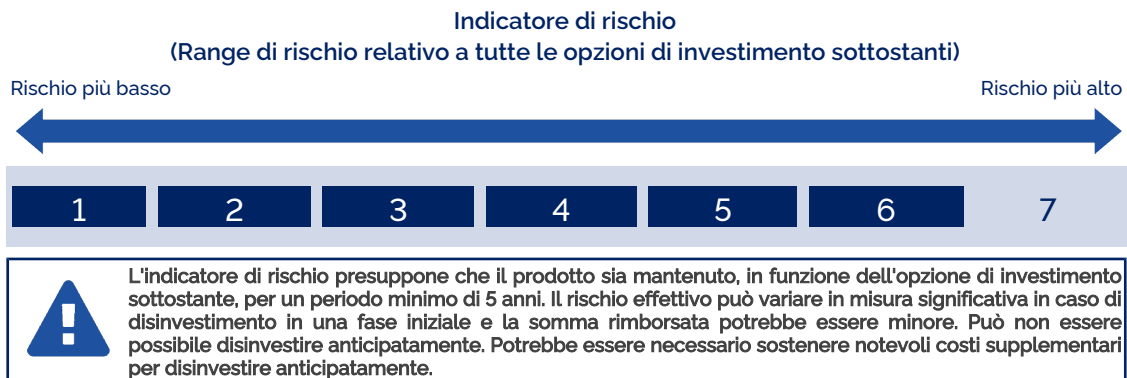 Indicatore di rischio
(Range di rischio relativo a tutte le opzioni di investimento sottostanti)
Rischio più basso
Rischio più alto
1 2 3 4 5 6 7
L'indicatore di rischio presuppone che il prodotto sia mantenuto, in funzione dell'opzione di investimento
sottostante, per un periodo minimo di 5 anni. Il rischio effettivo può variare in misura significativa in caso di
disinvestimento in una fase iniziale e la somma rimborsata potrebbe essere minore. Può non essere
possibile disinvestire anticipatamente. Potrebbe essere necessario sostenere notevoli costi supplementari
per disinvestire anticipatamente.